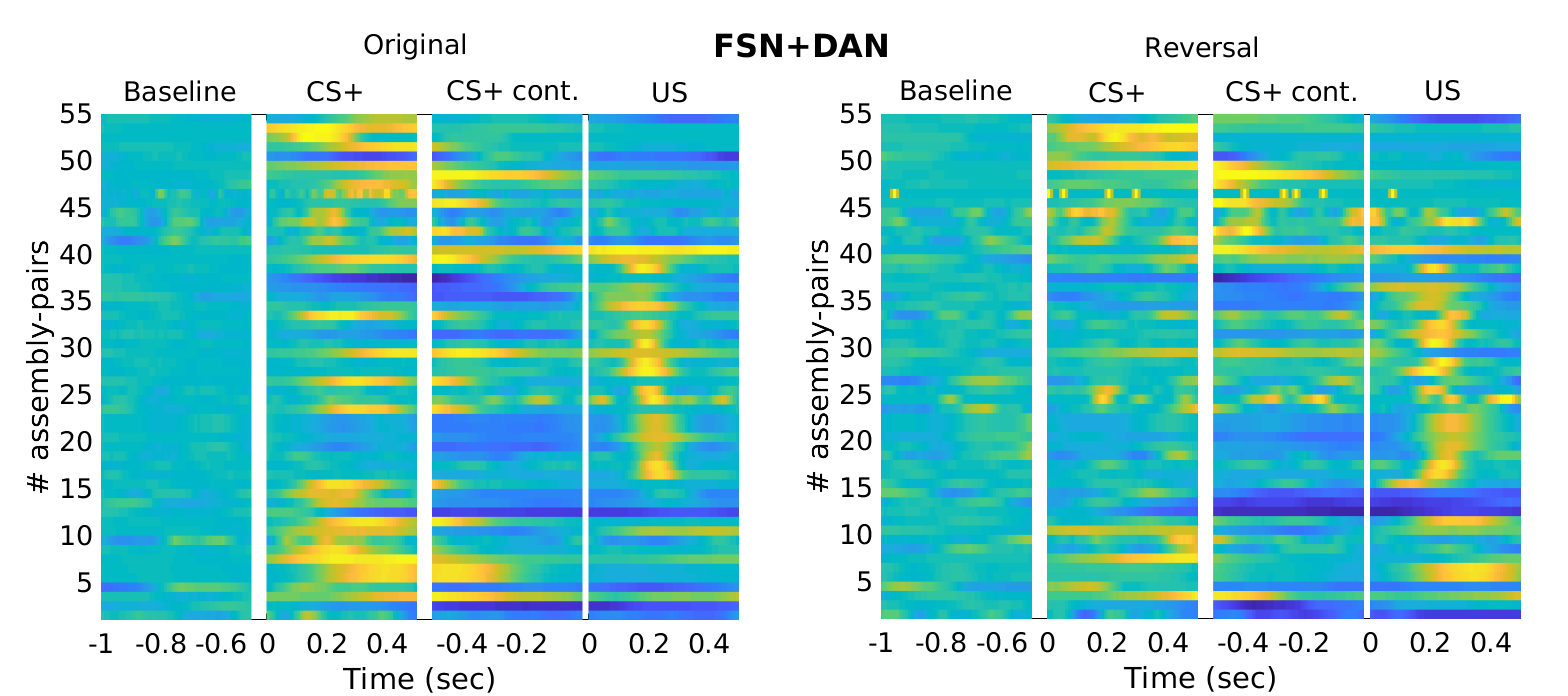 Original FSN+DAN Reversal
Baseline CS+ CS+ cont. US Baseline CS+ CS+ cont. US
# assembly-pairs
55
50
45
40
35
30
25
20
15
10
5
-1 -0.8 -0.6 0 0.2 0.4 -0.4 -0.2 0 0.2 0.4
Time (sec)
# assembly-pairs
55
50
45
40
35
30
25
20
15
10
5
-1 -0.8 -0.6 0 0.2 0.4 -0.4 -0.2 0 0.2 0.4
Time (sec)